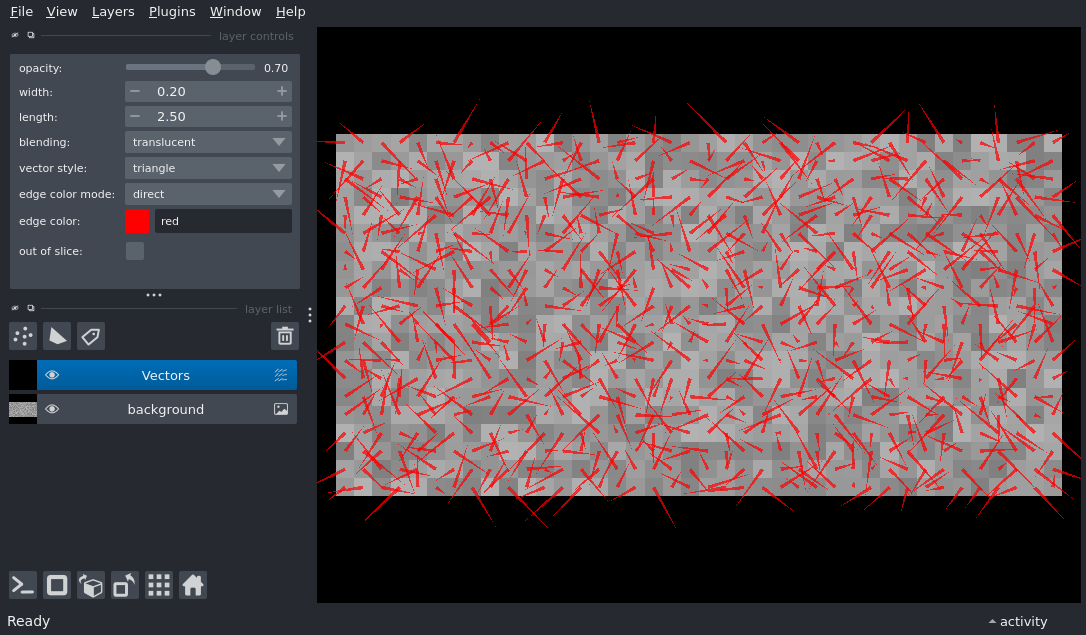 File View Layers Plugins Window Help
layer controls
opacity: 0.70
width: 0.20
length: 2.50
blending: translucent
vector style: triangle
edge color mode: direct
edge color: red
out of slice:
layer list
Vectors
background
Ready
activity